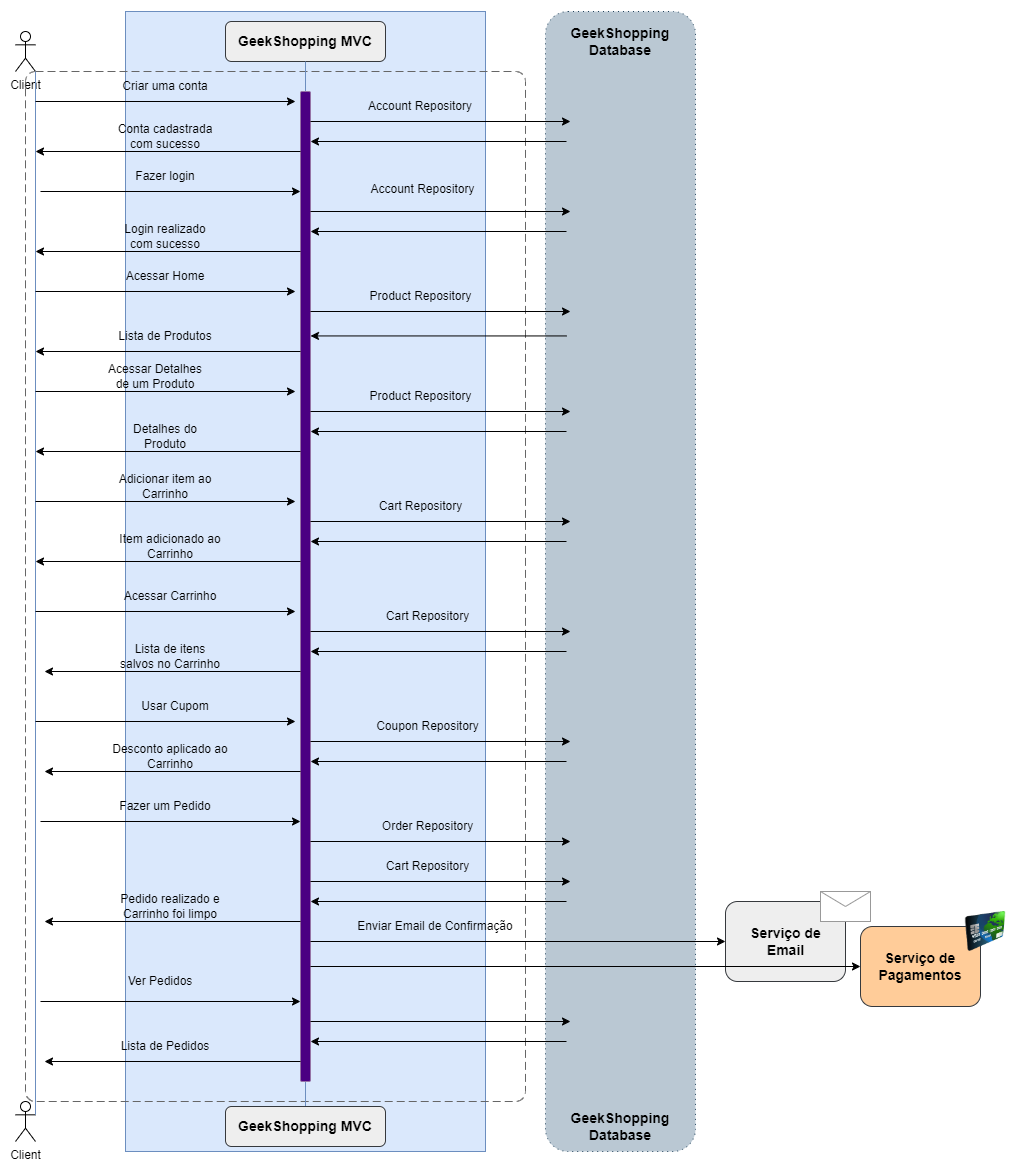 GeekShopping MVC
GeekShopping
Database
Client
Criar uma conta
Account Repository
Conta cadastrada
com sucesso
Fazer login
Account Repository
Login realizado
com sucesso
Acessar Home
Product Repository
Lista de Produtos
Acessar Detalhes
de um Produto
Product Repository
Detalhes do
Produto
Adicionar item ao
Carrinho
Cart Repository
Item adicionado ao
Carrinho
Acessar Carrinho
Cart Repository
Lista de itens
salvos no Carrinho
Usar Cupom
Coupon Repository
Desconto aplicado ao
Carrinho
Fazer um Pedido
Order Repository
Cart Repository
Pedido realizado e
Carrinho foi limpo
Enviar Email de Confirmação
Serviço de
Email
Serviço de
Pagamentos
Ver Pedidos
Lista de Pedidos
GeekShopping MVC
GeekShopping
Database
Client